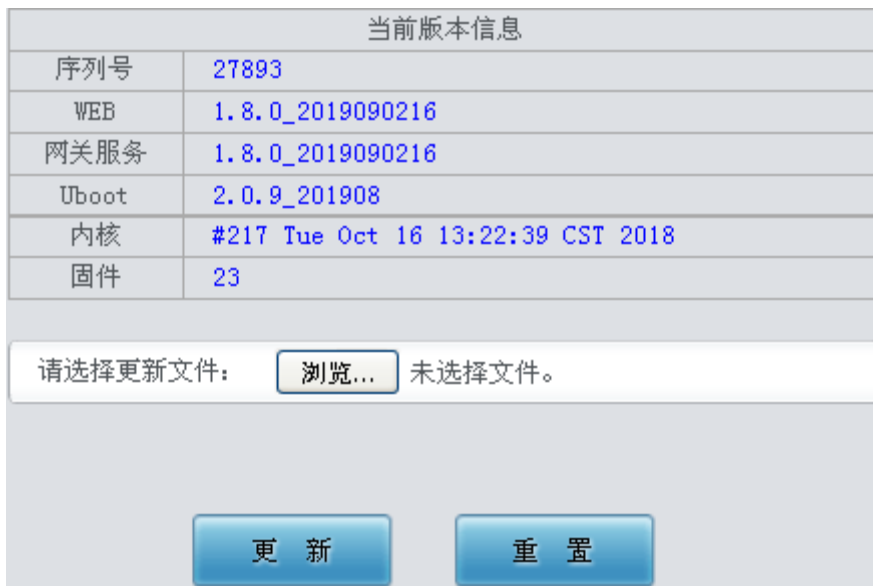 当前版本信息
序列号 27893
WEB 1.8.0_2019090216
网关服务 1.8.0_2019090216
Uboot 2.0.9_201908
内核 #217 Tue Oct 16 13:22:39 CST 2018
固件 23
请选择更新文件: 浏览... 未选择文件。
更 新 重 置